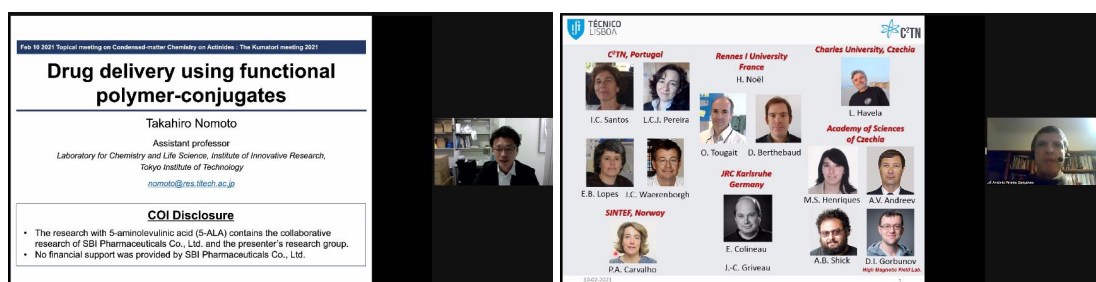 Feb 10 2021 Topical meeting on Condensed-matter Chemistry on Actinides : The Kumatori meeting 2021
Drug delivery using functional
polymer-conjugates
Takahiro Nomoto
Assistant professor
Laboratory for Chemistry and Life Science, Institute of Innovative Research,
Tokyo Institute of Technology
nomoto@res.titech.ac.jp
COI Disclosure
• The research with 5-aminolevulinic acid (5-ALA) contains the collaborative
research of SBI Pharmaceuticals Co., Ltd. and the presenter's research group.
• No financial support was provided by SBI Pharmaceuticals Co., Ltd.
TÉCNICO
LISBOA
C²TN
C²TN, Portugal
I.C. Santos L.C.J. Pereira
E.B. Lopes J.C. Waerenborgh
SINTEF, Norway
P.A. Carvalho
Rennes I University
France
H. Noël
O. Tougait D. Berthebaud
JRC Karlsruhe
Germany
E. Colineau
J.-C. Griveau
Charles University, Czechia
L. Havela
Academy of Sciences
of Czechia
M.S. Henriques A.V. Andreev
A.B. Shick D.I. Gorbunov
High Magnetic Field Lab.
10-02-2021